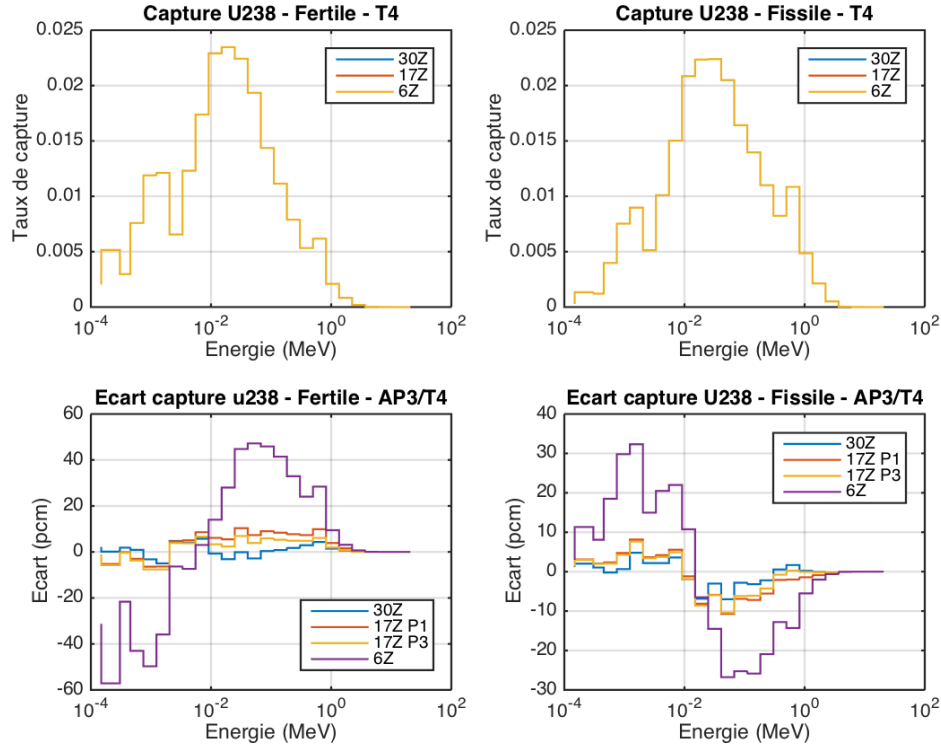 Capture U238 - Fertile - T4
0.025
0.02
0.015
0.01
0.005
0
Taux de capture
30Z
17Z
6Z
10^-4
10^-2
10^0
10^2
Energie (MeV)
Capture U238 - Fissile - T4
0.025
0.02
0.015
0.01
0.005
0
Taux de capture
30Z
17Z
6Z
10^-4
10^-2
10^0
10^2
Energie (MeV)
Ecart capture u238 - Fertile - AP3/T4
60
40
20
0
-20
-40
-60
Ecart (pcm)
30Z
17Z P1
17Z P3
6Z
10^-4
10^-2
10^0
10^2
Energie (MeV)
Ecart capture U238 - Fissile - AP3/T4
40
30
20
10
0
-10
-20
-30
Ecart (pcm)
30Z
17Z P1
17Z P3
6Z
10^-4
10^-2
10^0
10^2
Energie (MeV)